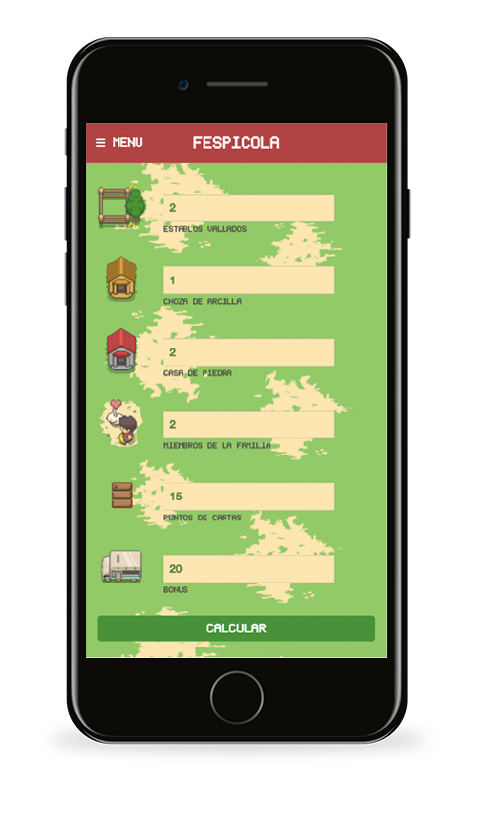 ≡ MENU
FESPICOLA
2
ESTABLOS VALLADOS
1
CHOZA DE ARCILLA
2
CASA DE PIEDRA
2
MIEMBROS DE LA FAMILIA
15
PUNTOS DE CARTAS
20
BONUS
CALCULAR